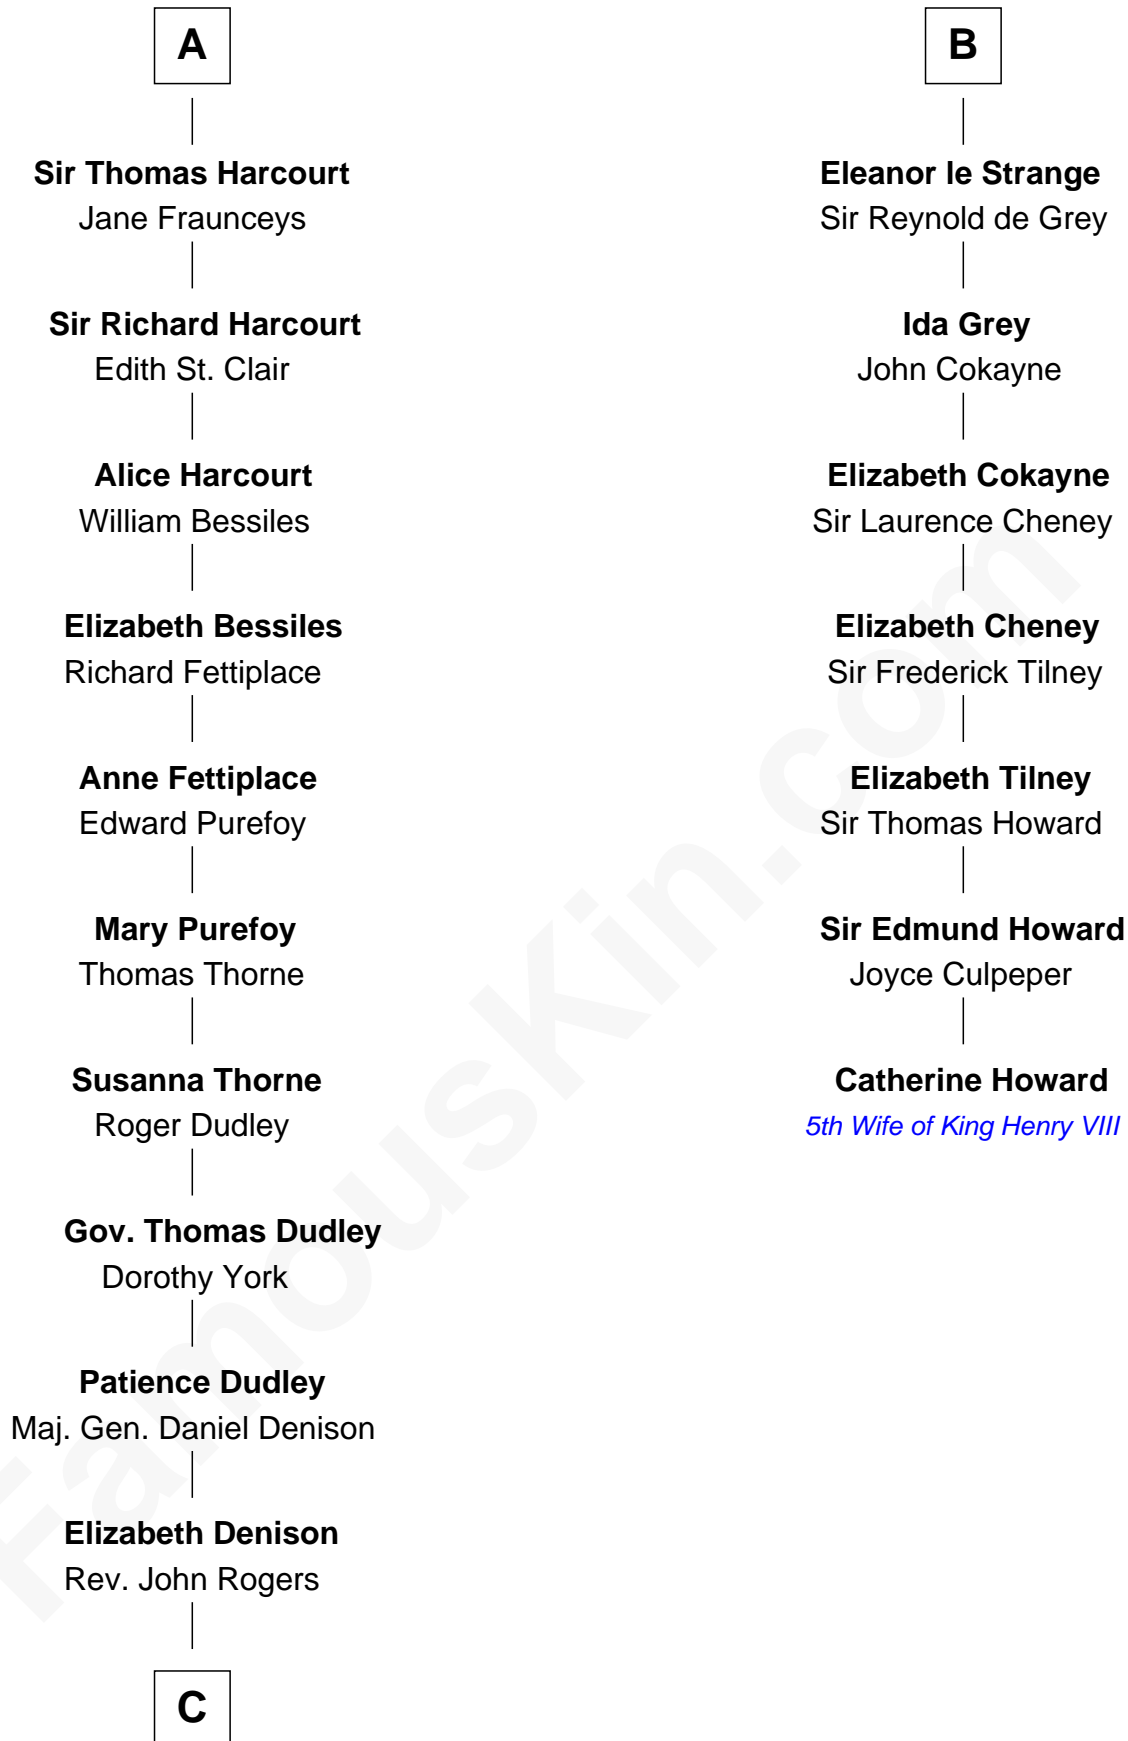 A
Sir Thomas Harcourt
Jane Fraunceys
Sir Richard Harcourt
Edith St. Clair
Alice Harcourt
William Bessiles
Elizabeth Bessiles
Richard Fettiplace
Anne Fettiplace
Edward Purefoy
Mary Purefoy
Thomas Thorne
Susanna Thorne
Roger Dudley
Gov. Thomas Dudley
Dorothy York
Patience Dudley
Maj. Gen. Daniel Denison
Elizabeth Denison
Rev. John Rogers
C
B
Eleanor le Strange
Sir Reynold de Grey
Ida Grey
John Cokayne
Elizabeth Cokayne
Sir Laurence Cheney
Elizabeth Cheney
Sir Frederick Tilney
Elizabeth Tilney
Sir Thomas Howard
Sir Edmund Howard
Joyce Culpeper
Catherine Howard
5th Wife of King Henry VIII
FamousKin.com